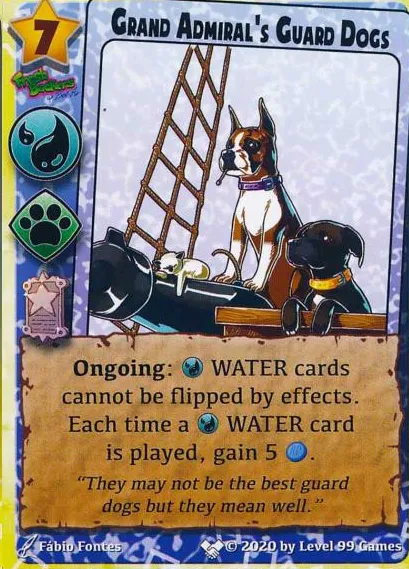 GRAND ADMIRAL'S GUARD DOGS
7
Ongoing: WATER cards
cannot be flipped by effects.
Each time a WATER card
is played, gain 5 .
"They may not be the best guard
dogs but they mean well."
Fábio Fontes
© 2020 by Level 99 Games